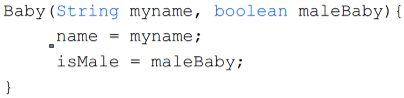 Baby(String myname, boolean maleBaby){
name = myname;
isMale = maleBaby;
}